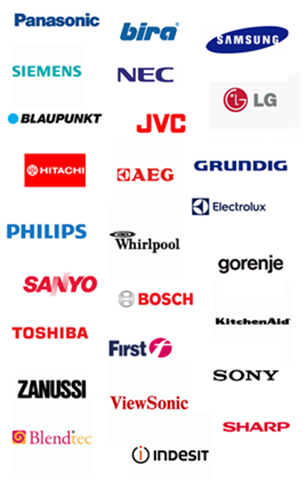 Panasonic
bira
SAMSUNG
SIEMENS
NEC
LG
BLAUPUNKT
JVC
HITACHI
AEG
GRUNDIG
Electrolux
PHILIPS
Whirlpool
gorenje
SANYO
BOSCH
KitchenAid
TOSHIBA
First
SONY
ZANUSSI
ViewSonic
SHARP
Blendtec
INDESIT